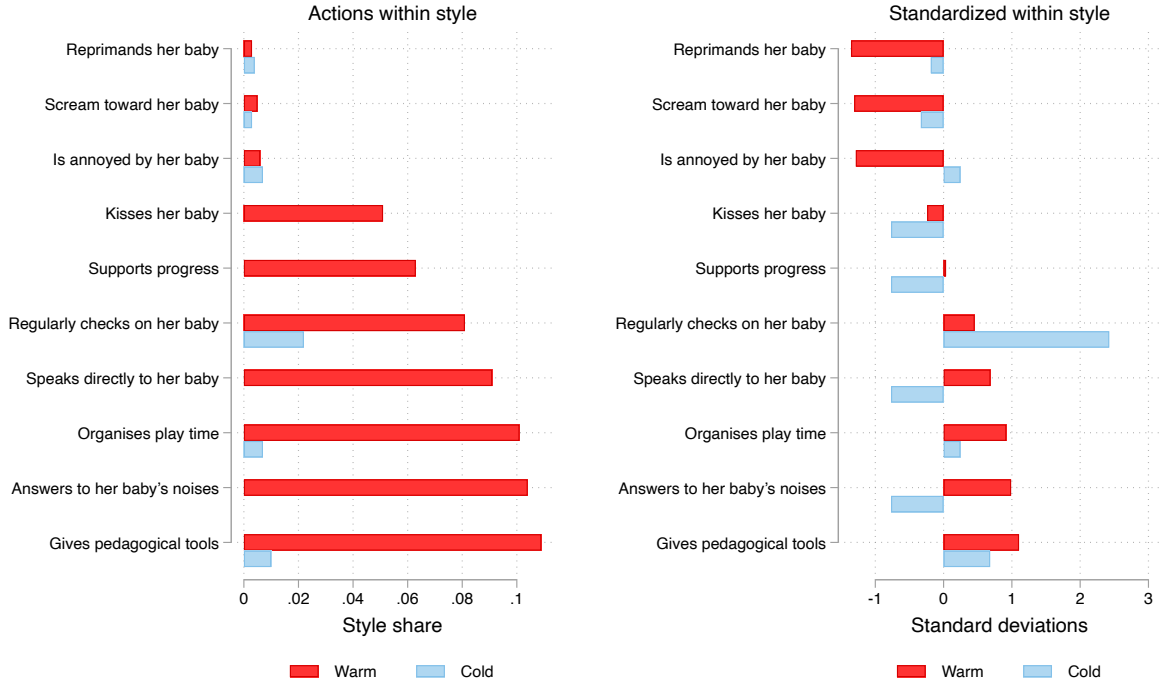 Actions within style
Reprimands her baby
Scream toward her baby
Is annoyed by her baby
Kisses her baby
Supports progress
Regularly checks on her baby
Speaks directly to her baby
Organises play time
Answers to her baby’s noises
Gives pedagogical tools
0 .02 .04 .06 .08 .1
Style share
Warm Cold
Standardized within style
Reprimands her baby
Scream toward her baby
Is annoyed by her baby
Kisses her baby
Supports progress
Regularly checks on her baby
Speaks directly to her baby
Organises play time
Answers to her baby’s noises
Gives pedagogical tools
-1 0 1 2 3
Standard deviations
Warm Cold